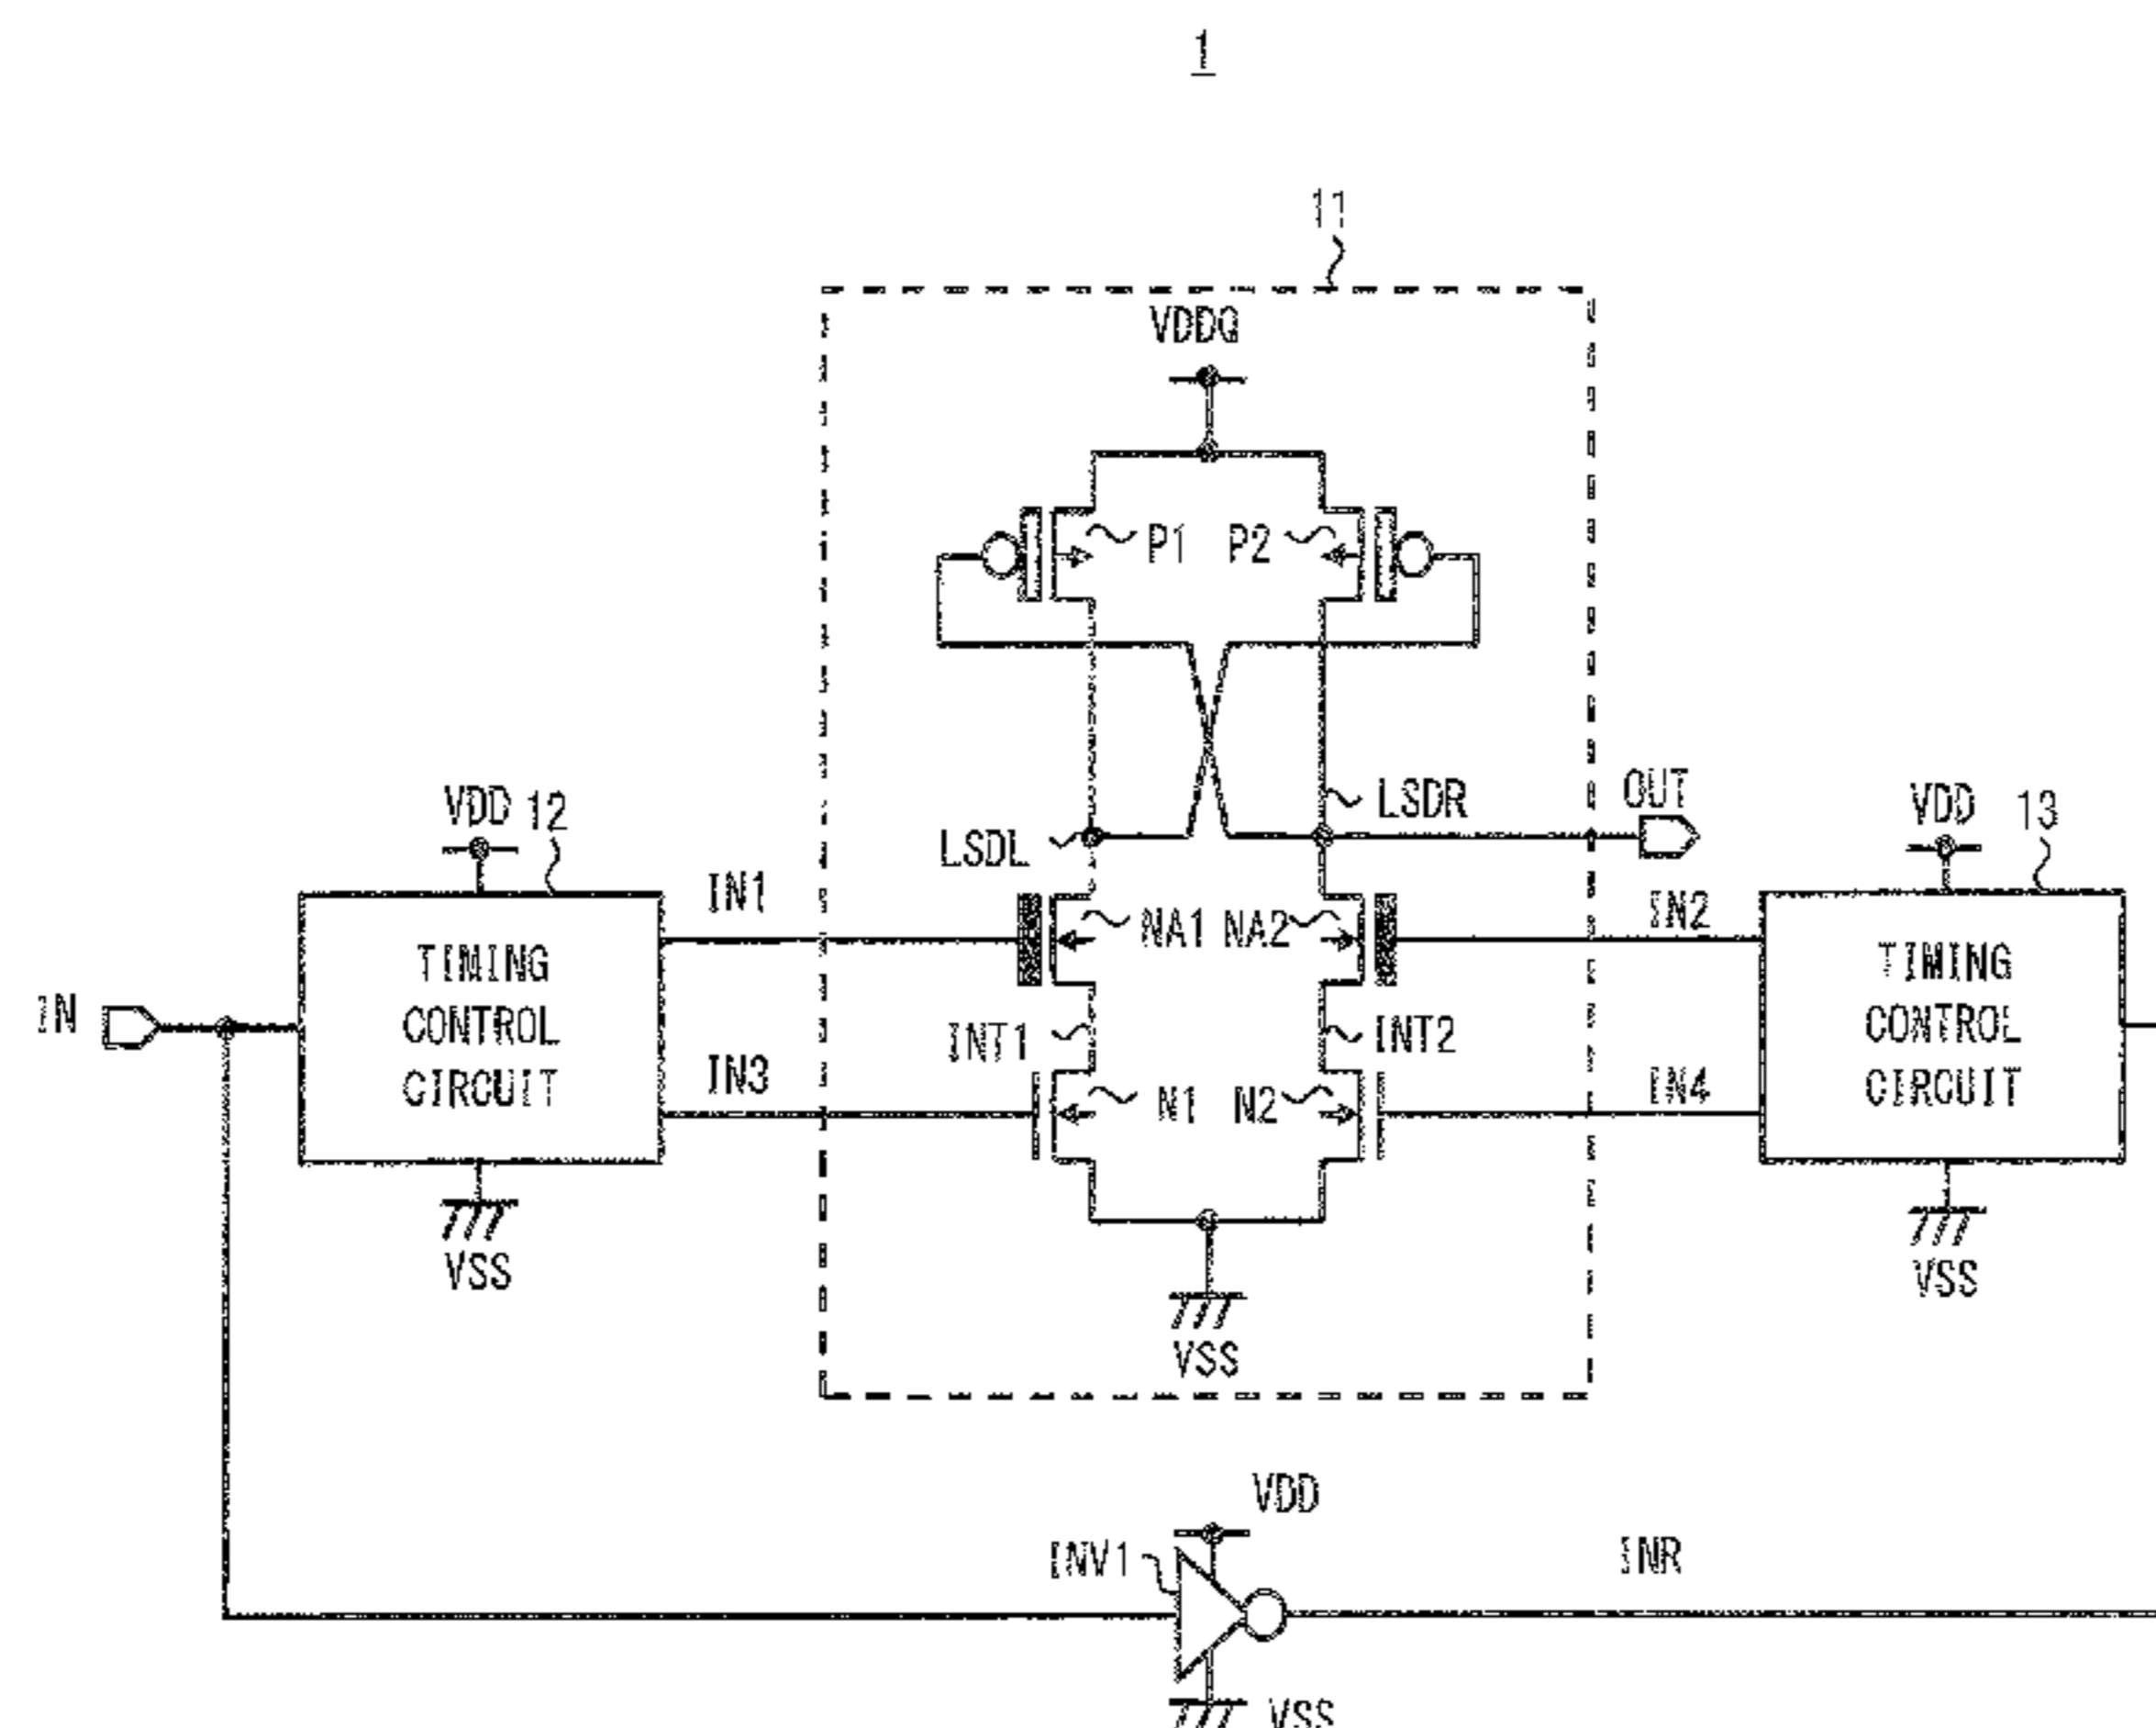 1
11
VDDQ
P1 P2
LSDR
OUT
LSDL
VDD 12
VDD 13
IN1
IN2
NA1 NA2
TIMING
CONTROL
CIRCUIT
TIMING
CONTROL
CIRCUIT
IN
INT1
INT2
IN3
IN4
N1 N2
VSS
VSS
VSS
VDD
INV1
INR
VSS